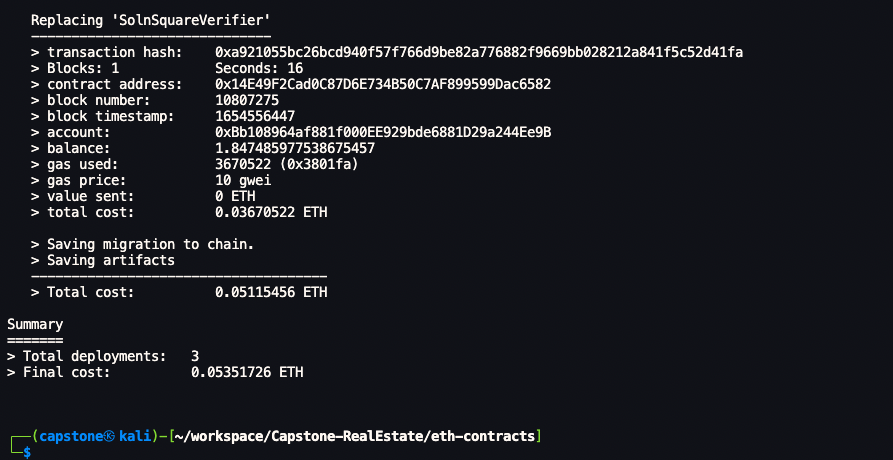 Replacing 'SolnSquareVerifier'
------------------------------
> transaction hash:    0xa921055bc26bcd940f57f766d9be82a776882f9669bb028212a841f5c52d41fa
> Blocks: 1            Seconds: 16
> contract address:    0x14E49F2Cad0C87D6E734B50C7AF899599Dac6582
> block number:        10807275
> block timestamp:     1654556447
> account:             0xBb108964af881f000EE929bde6881D29a244Ee9B
> balance:             1.847485977538675457
> gas used:            3670522 (0x3801fa)
> gas price:           10 gwei
> value sent:          0 ETH
> total cost:          0.03670522 ETH
> Saving migration to chain.
> Saving artifacts
-------------------------------------
> Total cost:          0.05115456 ETH
Summary
=======
> Total deployments:   3
> Final cost:          0.05351726 ETH
┌──(capstone㉿kali)-[~/workspace/Capstone-RealEstate/eth-contracts]
└─$